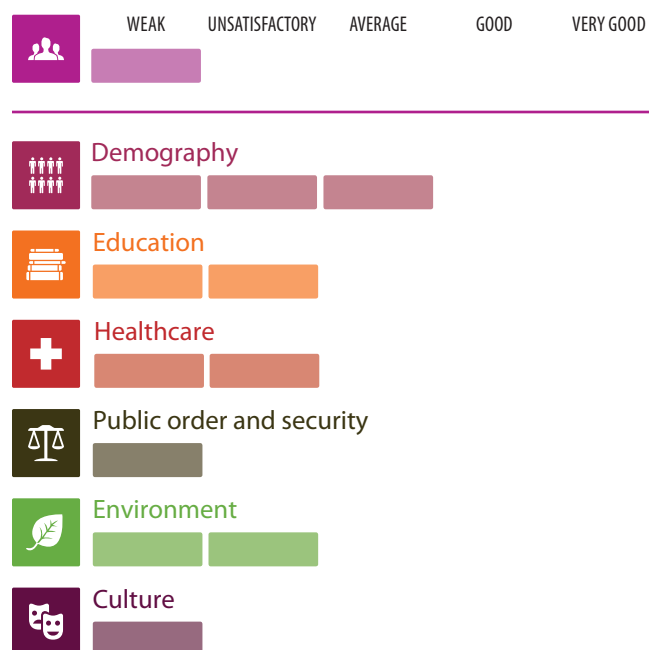 WEAK UNSATISFACTORY AVERAGE GOOD VERY GOOD
Demography
Education
Healthcare
Public order and security
Environment
Culture